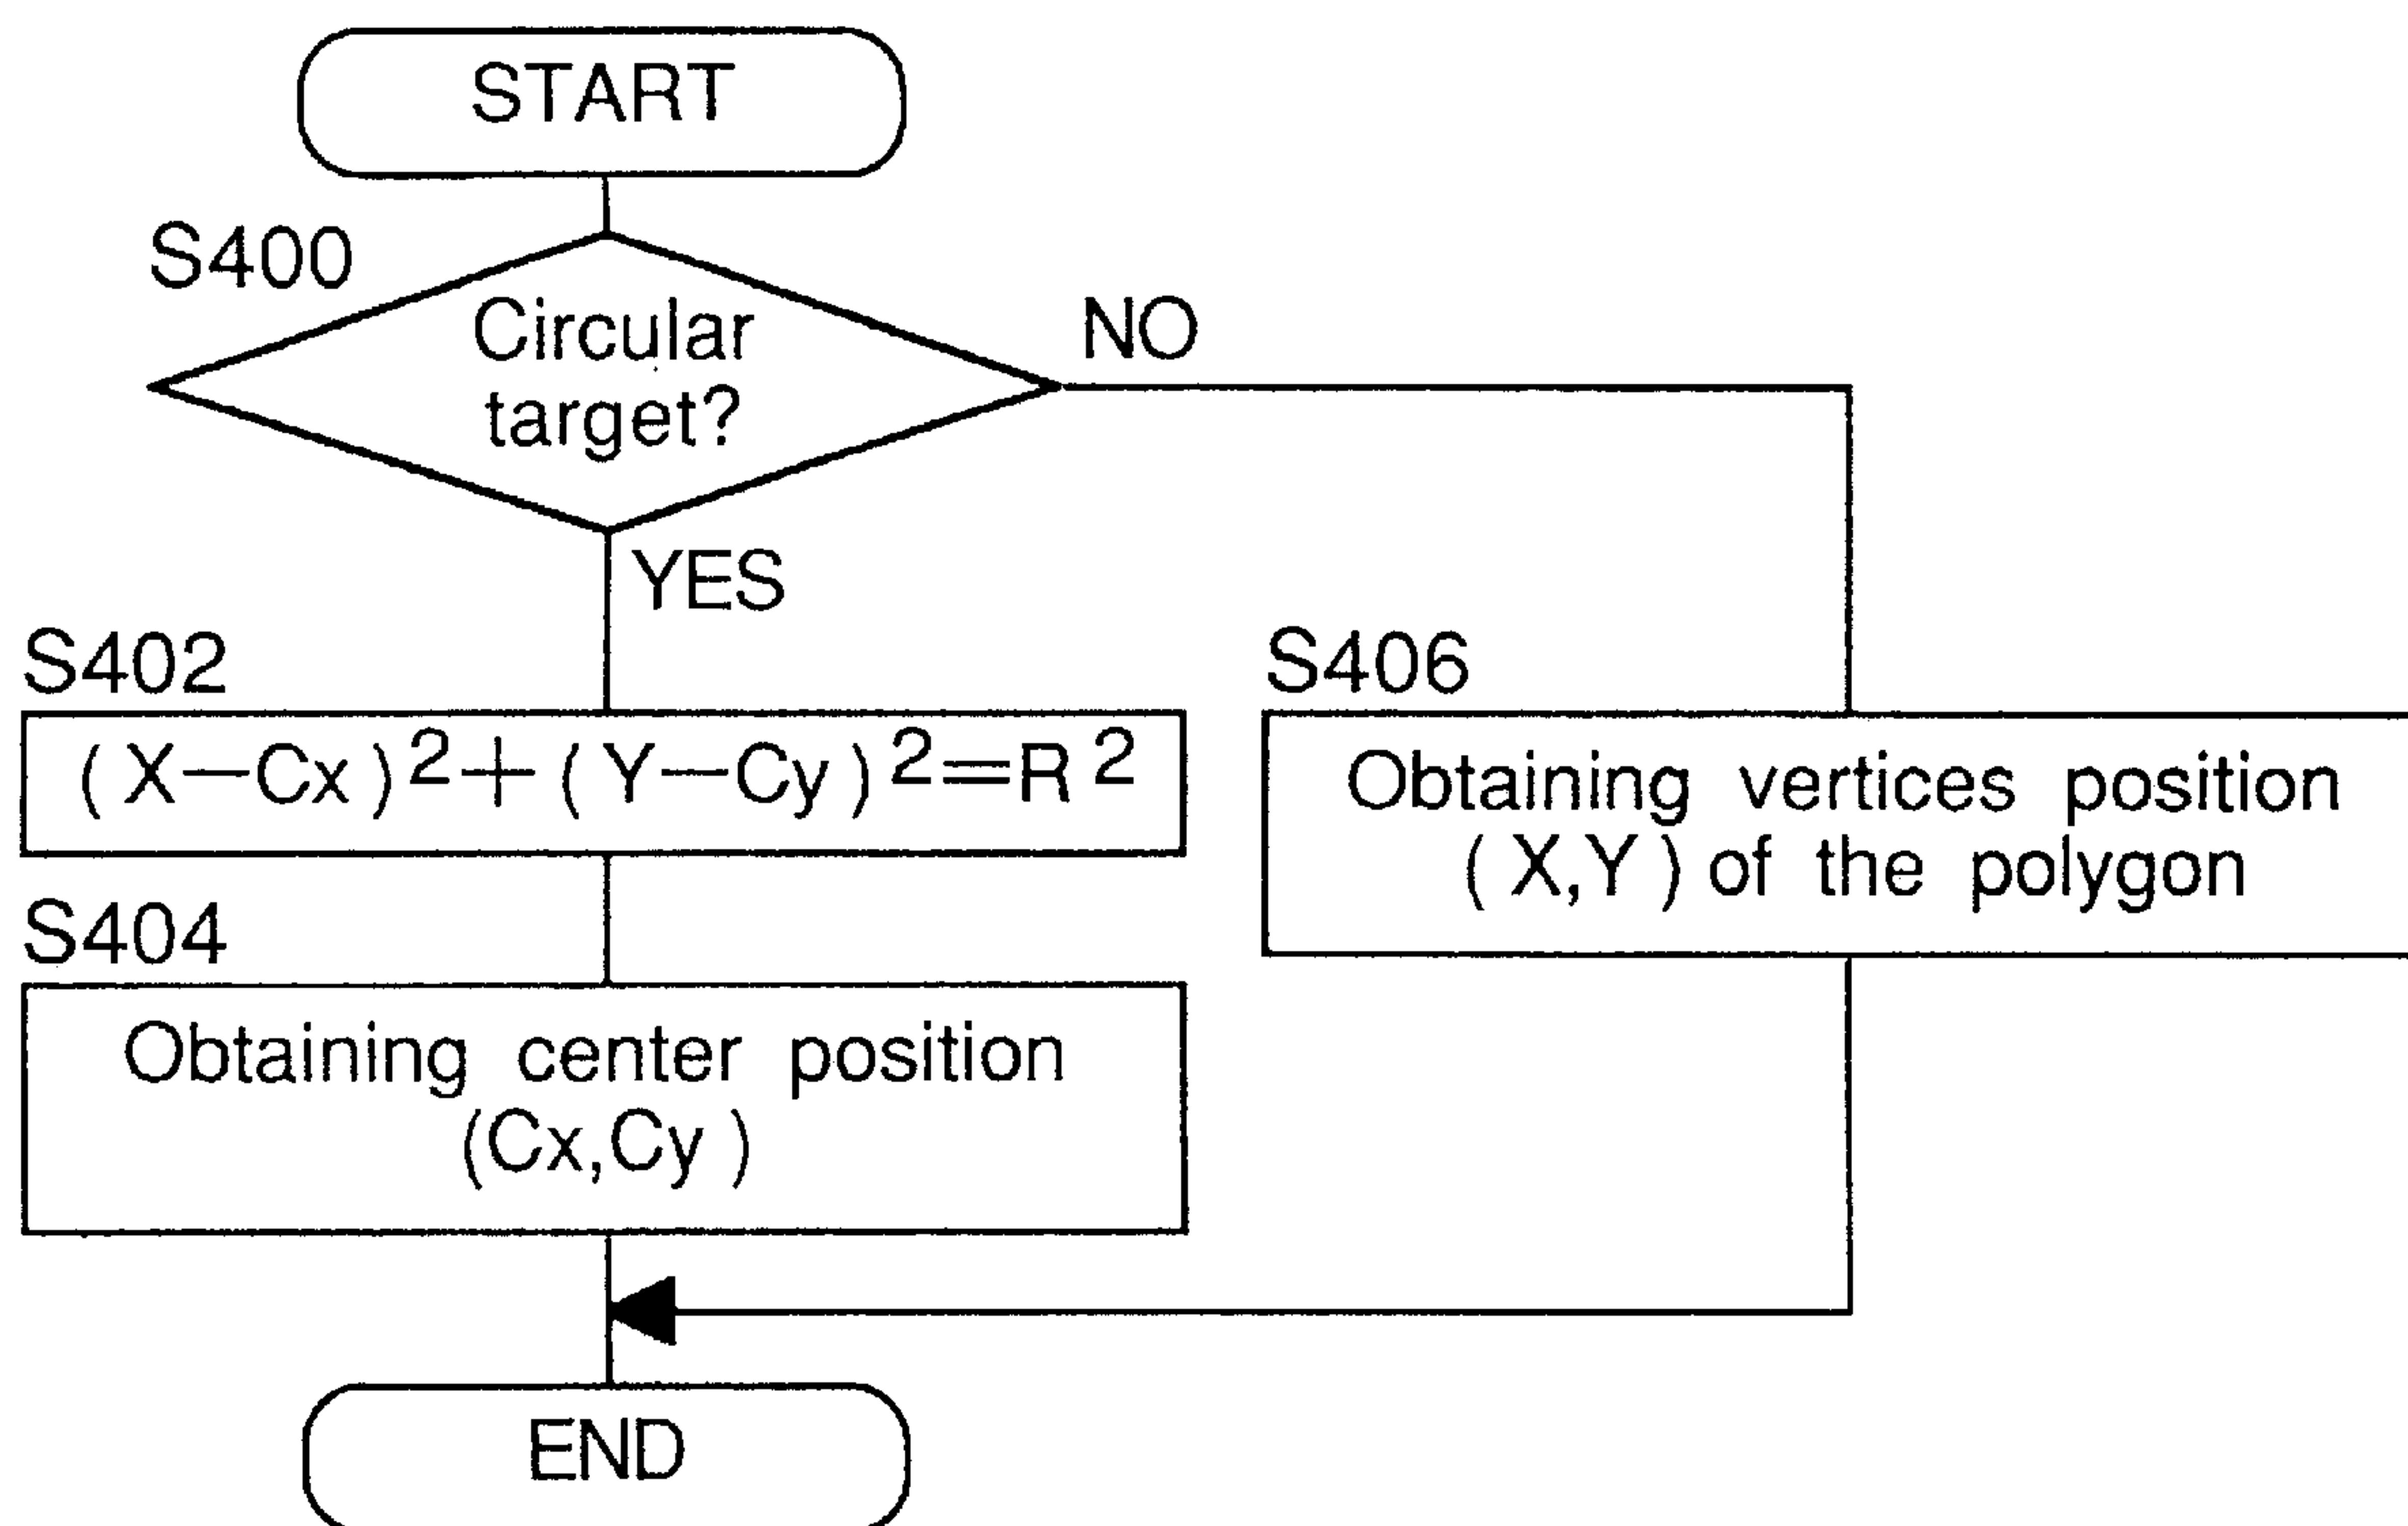 START
S400
Circular
target?
NO
YES
S402
(X−Cx)²+(Y−Cy)²=R²
S404
Obtaining center position
(Cx,Cy)
S406
Obtaining vertices position
(X,Y) of the polygon
END